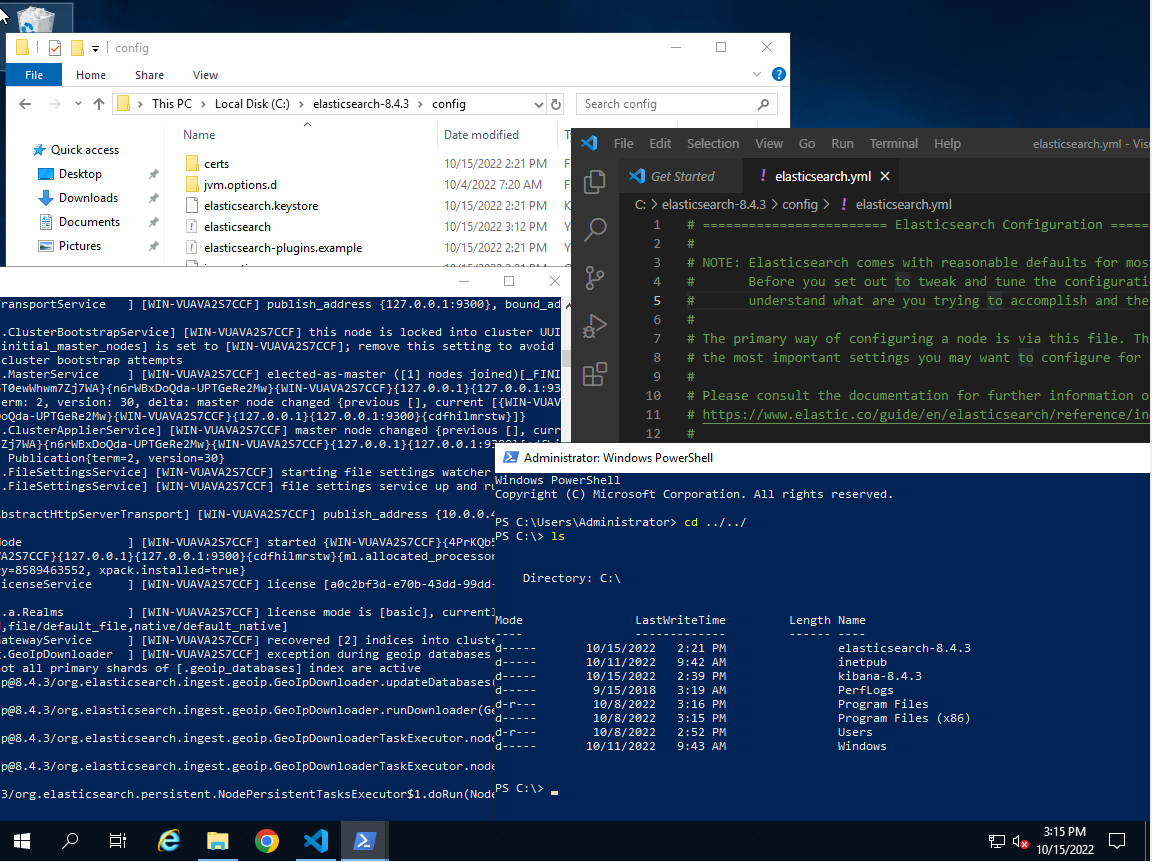 config
File Home Share View
This PC > Local Disk (C:) > elasticsearch-8.4.3 > config
Search config
Name Date modified
Quick access
Desktop
Downloads
Documents
Pictures
certs 10/15/2022 2:21 PM
jvm.options.d 10/4/2022 7:20 AM
elasticsearch.keystore 10/15/2022 2:21 PM
elasticsearch 10/15/2022 3:12 PM
elasticsearch-plugins.example 10/15/2022 2:21 PM
File Edit Selection View Go Run Terminal Help elasticsearch.yml - Visu
Get Started
! elasticsearch.yml
C: > elasticsearch-8.4.3 > config > ! elasticsearch.yml
1 # ======================== Elasticsearch Configuration =====
2 #
3 # NOTE: Elasticsearch comes with reasonable defaults for mos
4 # Before you set out to tweak and tune the configurati
5 # understand what are you trying to accomplish and the
6 #
7 # The primary way of configuring a node is via this file. Th
8 # the most important settings you may want to configure for
9 #
10 # Please consult the documentation for further information o
11 # https://www.elastic.co/guide/en/elasticsearch/reference/in
12 #
ransportService ] [WIN-VUAVA2S7CCF] publish_address {127.0.0.1:9300}, bound_ad
.ClusterBootstrapService] [WIN-VUAVA2S7CCF] this node is locked into cluster UUI
initial_master_nodes] is set to [WIN-VUAVA2S7CCF]; remove this setting to avoid
cluster bootstrap attempts
.MasterService ] [WIN-VUAVA2S7CCF] elected-as-master ([1] nodes joined)[_FINI
T0ewWhwm7Zj7WA}{n6rWBxDoQda-UPTGeRe2Mw}{WIN-VUAVA2S7CCF}{127.0.0.1}{127.0.0.1:93
term: 2, version: 30, delta: master node changed {previous [], current [{WIN-VUAV
oQda-UPTGeRe2Mw}{WIN-VUAVA2S7CCF}{127.0.0.1}{127.0.0.1:9300}{cdfhilmrstw}]}
.ClusterApplierService] [WIN-VUAVA2S7CCF] master node changed {previous [], curr
Zj7WA}{n6rWBxDoQda-UPTGeRe2Mw}{WIN-VUAVA2S7CCF}{127.0.0.1}{127.0.0.1:9300}{cdfhi
Publication{term=2, version=30}
.FileSettingsService] [WIN-VUAVA2S7CCF] starting file settings watcher
.FileSettingsService] [WIN-VUAVA2S7CCF] file settings service up and ru
bstractHttpServerTransport] [WIN-VUAVA2S7CCF] publish_address {10.0.0.4
ode ] [WIN-VUAVA2S7CCF] started {WIN-VUAVA2S7CCF}{4PrKQb
A2S7CCF}{127.0.0.1}{127.0.0.1:9300}{cdfhilmrstw}{ml.allocated_processor
y=8589463552, xpack.installed=true}
icenseService ] [WIN-VUAVA2S7CCF] license [a0c2bf3d-e70b-43dd-99dd-
.a.Realms ] [WIN-VUAVA2S7CCF] license mode is [basic], currentl
,file/default_file,native/default_native]
atewayService ] [WIN-VUAVA2S7CCF] recovered [2] indices into cluste
.GeoIpDownloader ] [WIN-VUAVA2S7CCF] exception during geoip databases
ot all primary shards of [.geoip_databases] index are active
p@8.4.3/org.elasticsearch.ingest.geoip.GeoIpDownloader.updateDatabases(
p@8.4.3/org.elasticsearch.ingest.geoip.GeoIpDownloader.runDownloader(Ge
p@8.4.3/org.elasticsearch.ingest.geoip.GeoIpDownloaderTaskExecutor.node
p@8.4.3/org.elasticsearch.ingest.geoip.GeoIpDownloaderTaskExecutor.node
3/org.elasticsearch.persistent.NodePersistentTasksExecutor$1.doRun(Node
Administrator: Windows PowerShell
Windows PowerShell
Copyright (C) Microsoft Corporation. All rights reserved.
PS C:\Users\Administrator> cd ../../
PS C:\> ls
Directory: C:\
Mode LastWriteTime Length Name
---- ------------- ------ ----
d----- 10/15/2022 2:21 PM elasticsearch-8.4.3
d----- 10/11/2022 9:42 AM inetpub
d----- 10/15/2022 2:39 PM kibana-8.4.3
d----- 9/15/2018 3:19 AM PerfLogs
d-r--- 10/8/2022 3:16 PM Program Files
d----- 10/8/2022 3:15 PM Program Files (x86)
d-r--- 10/8/2022 2:52 PM Users
d----- 10/11/2022 9:43 AM Windows
PS C:\> _
3:15 PM
10/15/2022